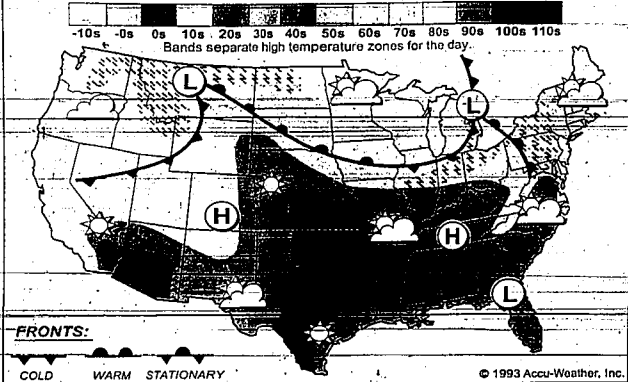 -10s -0s 0s 10s 20s 30s 40s 50s 60s 70s 80s 90s 100s 110s
Bands separate high temperature zones for the day.
L
L
H
H
L
FRONTS:
COLD WARM STATIONARY
© 1993 Accu-Weather, Inc.